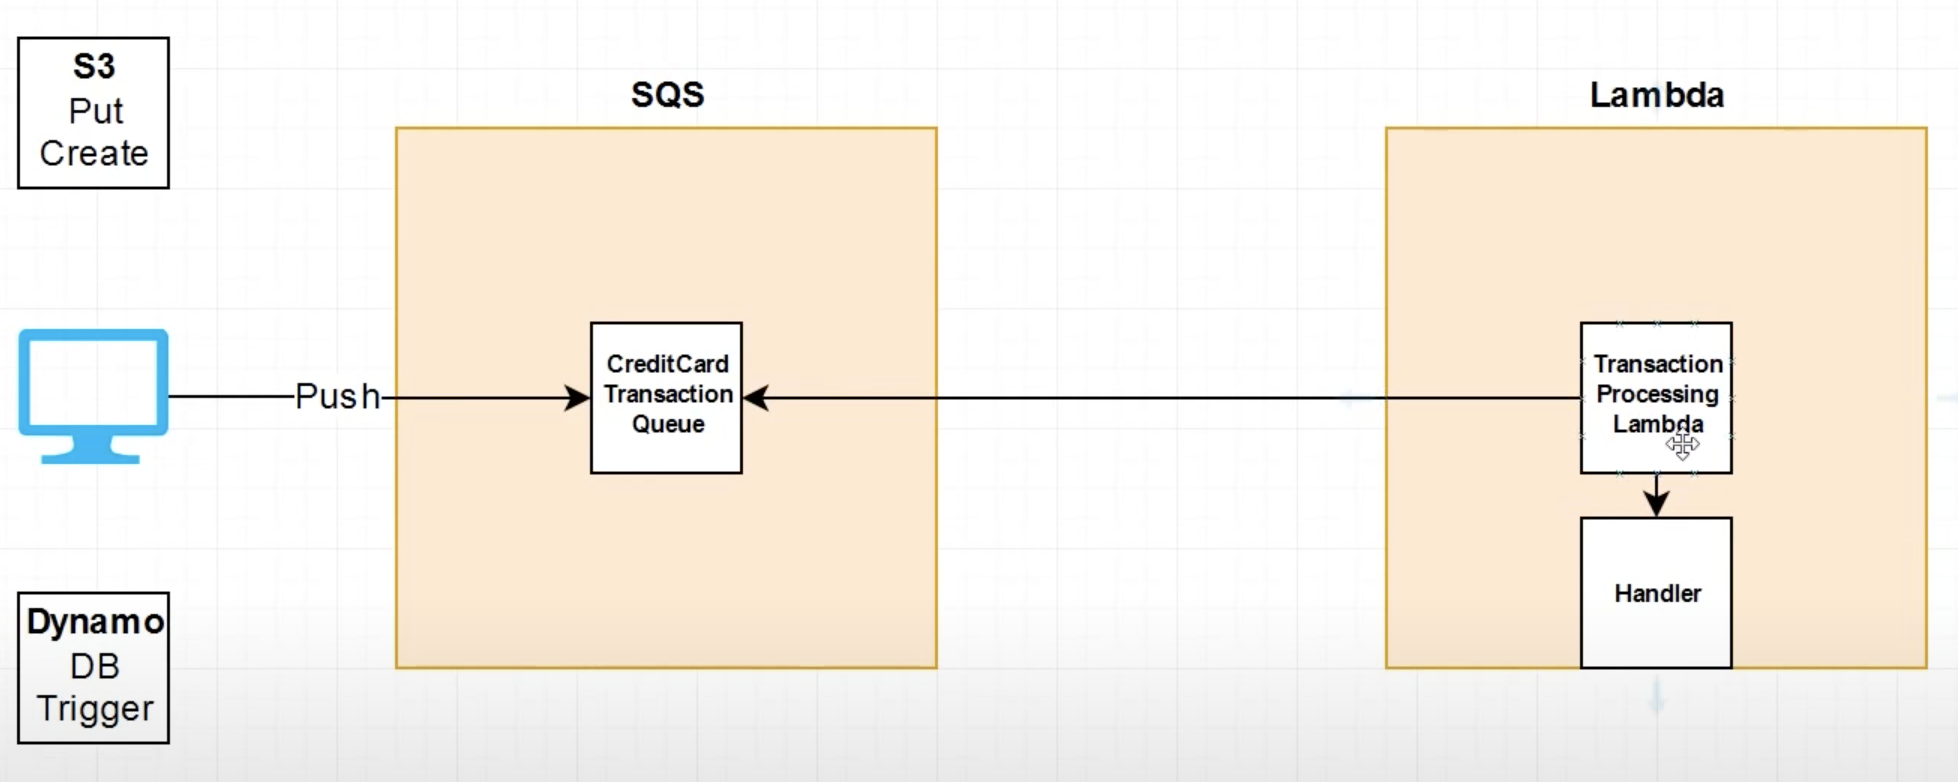 S3
Put
Create
SQS
Lambda
Push
CreditCard
Transaction
Queue
Transaction
Processing
Lambda
Handler
Dynamo
DB
Trigger